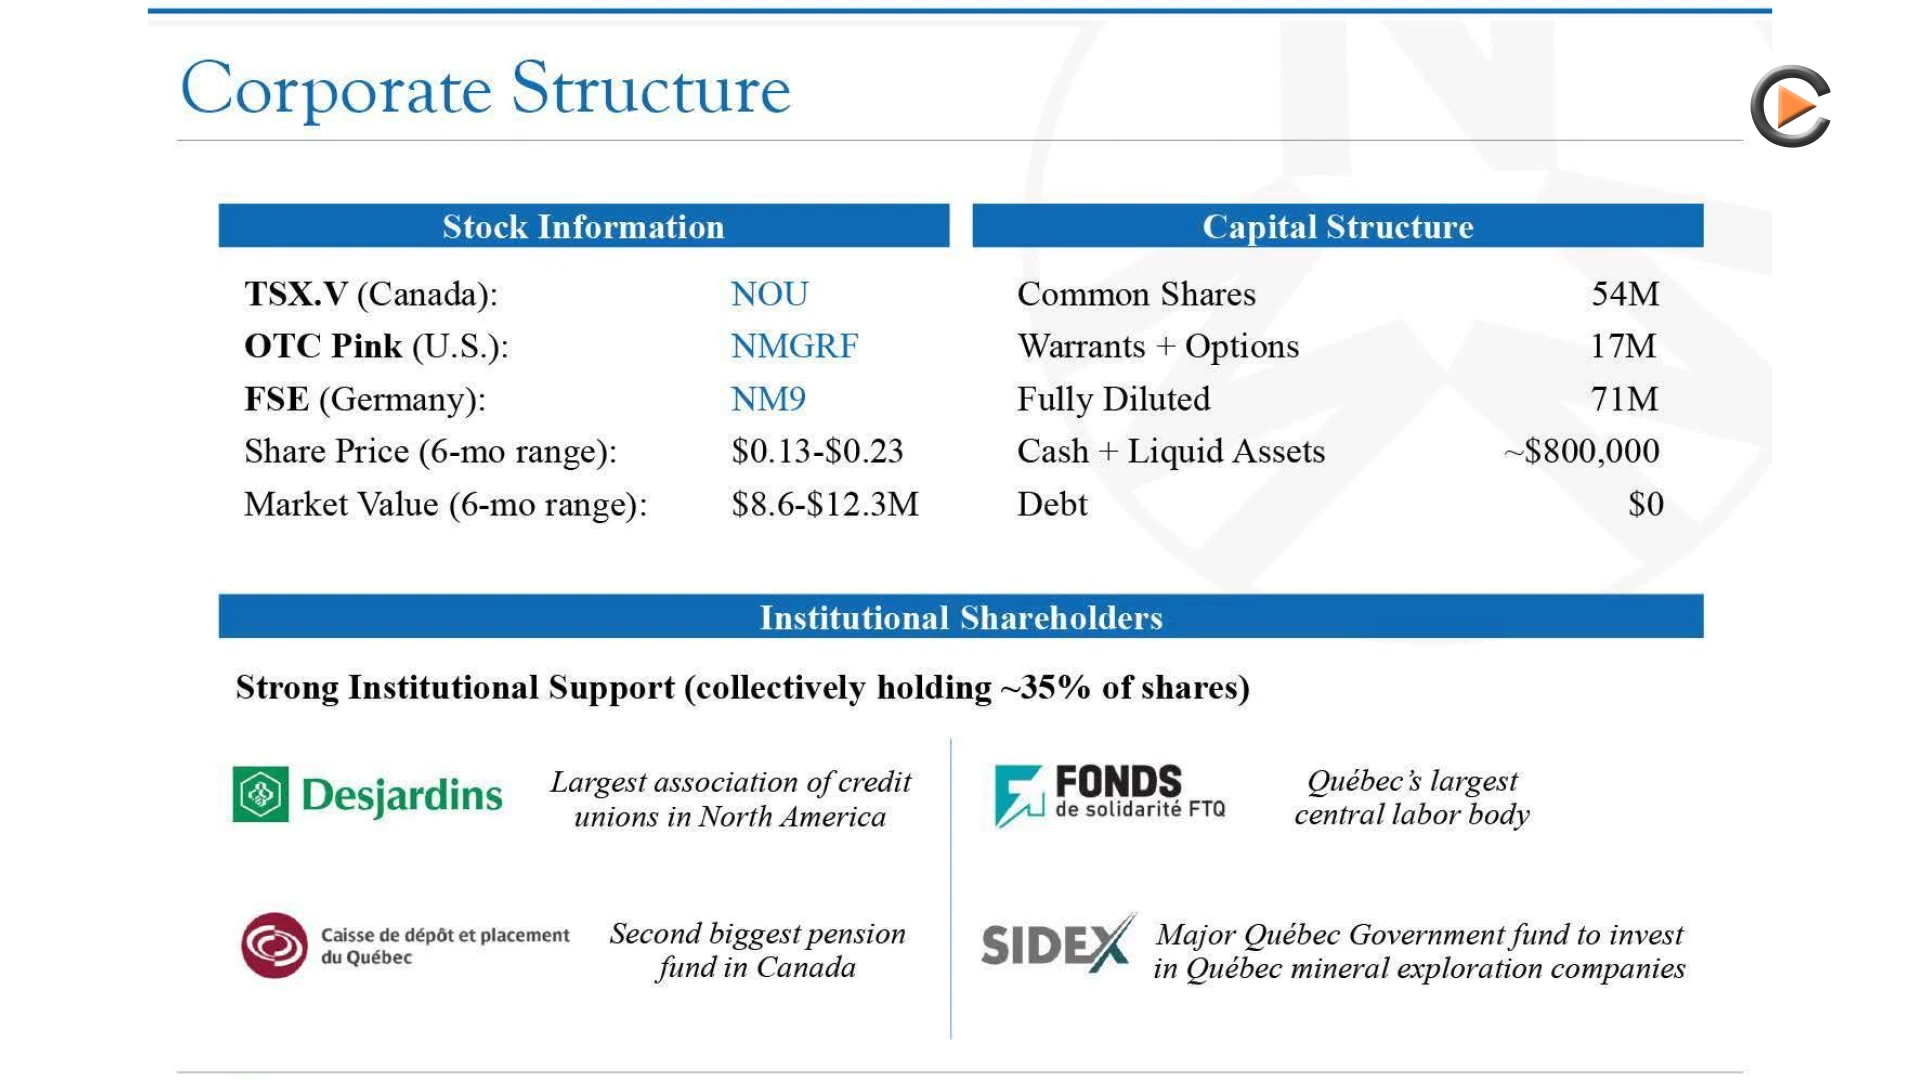 Corporate Structure
Stock Information
TSX.V (Canada): NOU
OTC Pink (U.S.): NMGRF
FSE (Germany): NM9
Share Price (6-mo range): $0.13-$0.23
Market Value (6-mo range): $8.6-$12.3M
Capital Structure
Common Shares 54M
Warrants + Options 17M
Fully Diluted 71M
Cash + Liquid Assets ~$800,000
Debt $0
Institutional Shareholders
Strong Institutional Support (collectively holding ~35% of shares)
Desjardins
Largest association of credit
unions in North America
FONDS
de solidarité FTQ
Québec’s largest
central labor body
Caisse de dépôt et placement
du Québec
Second biggest pension
fund in Canada
SIDEX
Major Québec Government fund to invest
in Québec mineral exploration companies